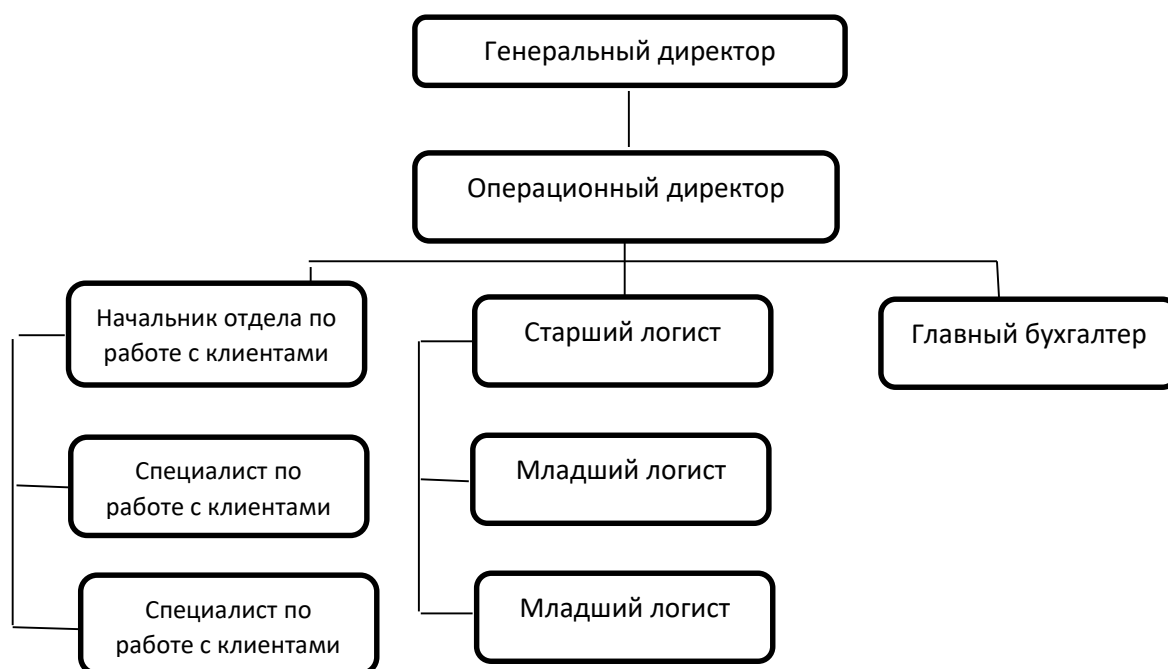 Генеральный директор
Операционный директор
Начальник отдела по
работе с клиентами
Старший логист
Главный бухгалтер
Специалист по
работе с клиентами
Младший логист
Специалист по
работе с клиентами
Младший логист